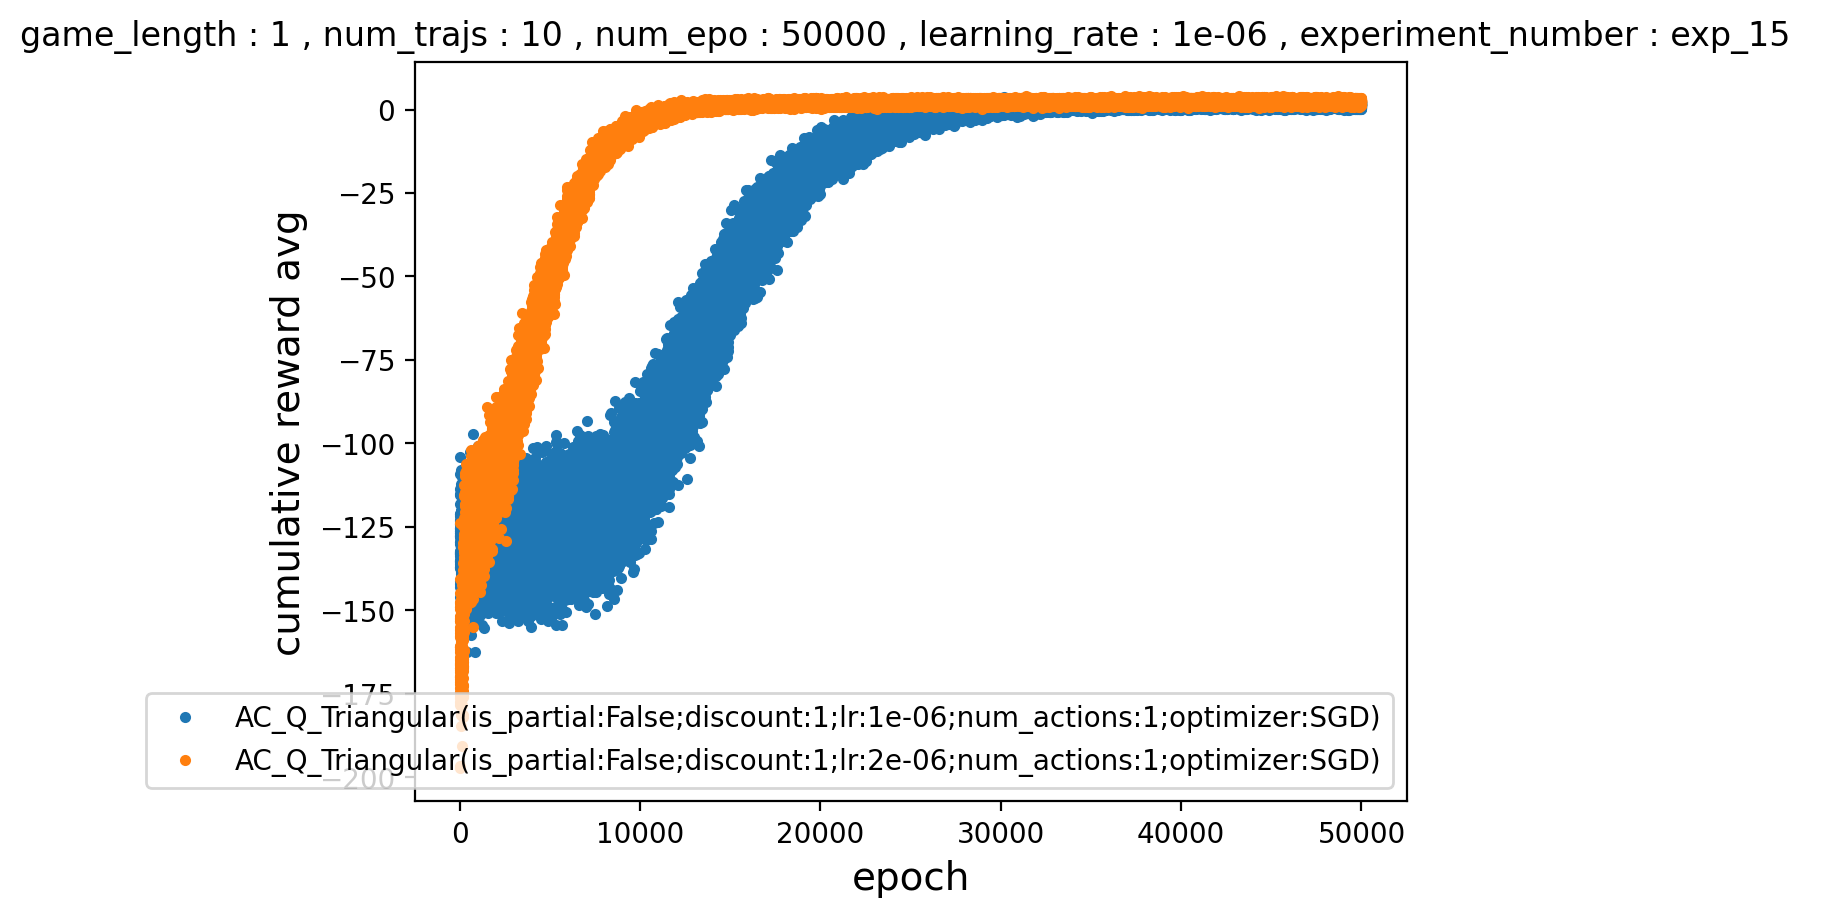 game_length : 1 , num_trajs : 10 , num_epo : 50000 , learning_rate : 1e-06 , experiment_number : exp_15
cumulative reward avg
0
−25
−50
−75
−100
−125
−150
−175
−200
AC_Q_Triangular(is_partial:False;discount:1;lr:1e-06;num_actions:1;optimizer:SGD)
AC_Q_Triangular(is_partial:False;discount:1;lr:2e-06;num_actions:1;optimizer:SGD)
0 10000 20000 30000 40000 50000
epoch